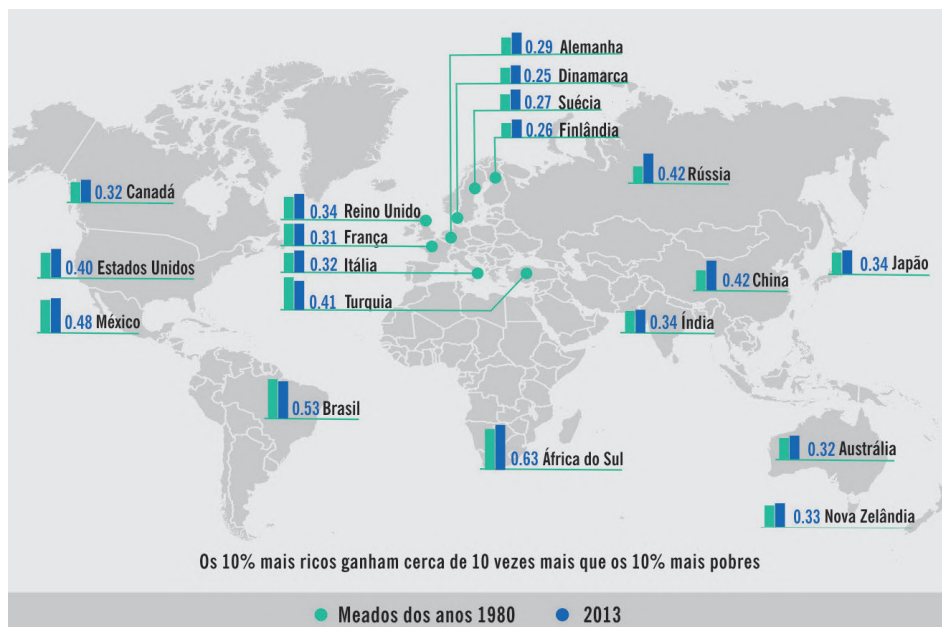 0.29 Alemanha
0.25 Dinamarca
0.27 Suécia
0.26 Finlândia
0.42 Rússia
0.32 Canadá
0.34 Reino Unido
0.31 França
0.32 Itália
0.41 Turquia
0.40 Estados Unidos
0.48 México
0.42 China
0.34 Japão
0.34 Índia
0.53 Brasil
0.63 África do Sul
0.32 Austrália
0.33 Nova Zelândia
Os 10% mais ricos ganham cerca de 10 vezes mais que os 10% mais pobres
Meados dos anos 1980
2013